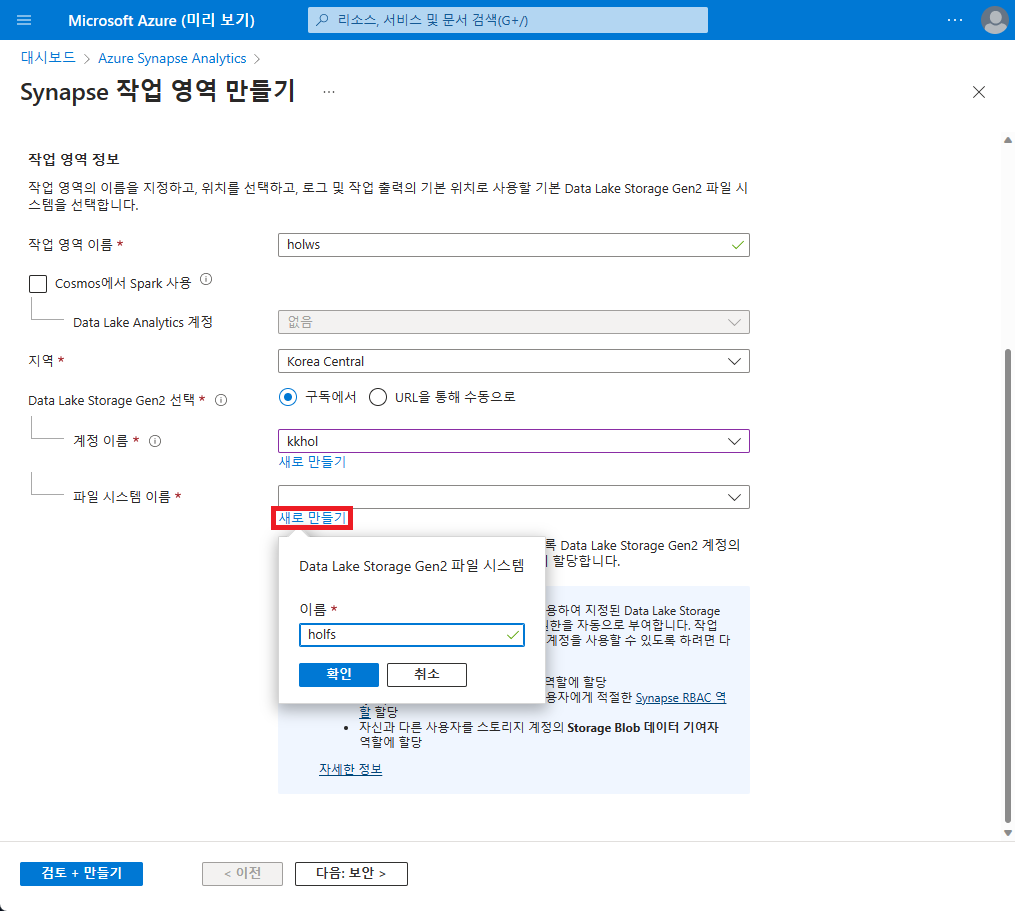 Microsoft Azure (미리 보기)
리소스, 서비스 및 문서 검색(G+/)
대시보드 > Azure Synapse Analytics >
Synapse 작업 영역 만들기
작업 영역 정보
작업 영역의 이름을 지정하고, 위치를 선택하고, 로그 및 작업 출력의 기본 위치로 사용할 기본 Data Lake Storage Gen2 파일 시
스템을 선택합니다.
작업 영역 이름 *
holws
Cosmos에서 Spark 사용
Data Lake Analytics 계정
없음
지역 *
Korea Central
Data Lake Storage Gen2 선택 *
구독에서
URL을 통해 수동으로
계정 이름 *
kkhol
새로 만들기
파일 시스템 이름 *
새로 만들기
록 Data Lake Storage Gen2 계정의
할당합니다.
Data Lake Storage Gen2 파일 시스템
이름 *
holfs
확인
취소
용하여 지정된 Data Lake Storage
자동으로 부여합니다. 작업
계정을 사용할 수 있도록 하려면 다
역할에 할당
용자에게 적절한 Synapse RBAC 역
할 할당
• 자신과 다른 사용자를 스토리지 계정의 Storage Blob 데이터 기여자
역할에 할당
자세한 정보
검토 + 만들기
< 이전
다음: 보안 >